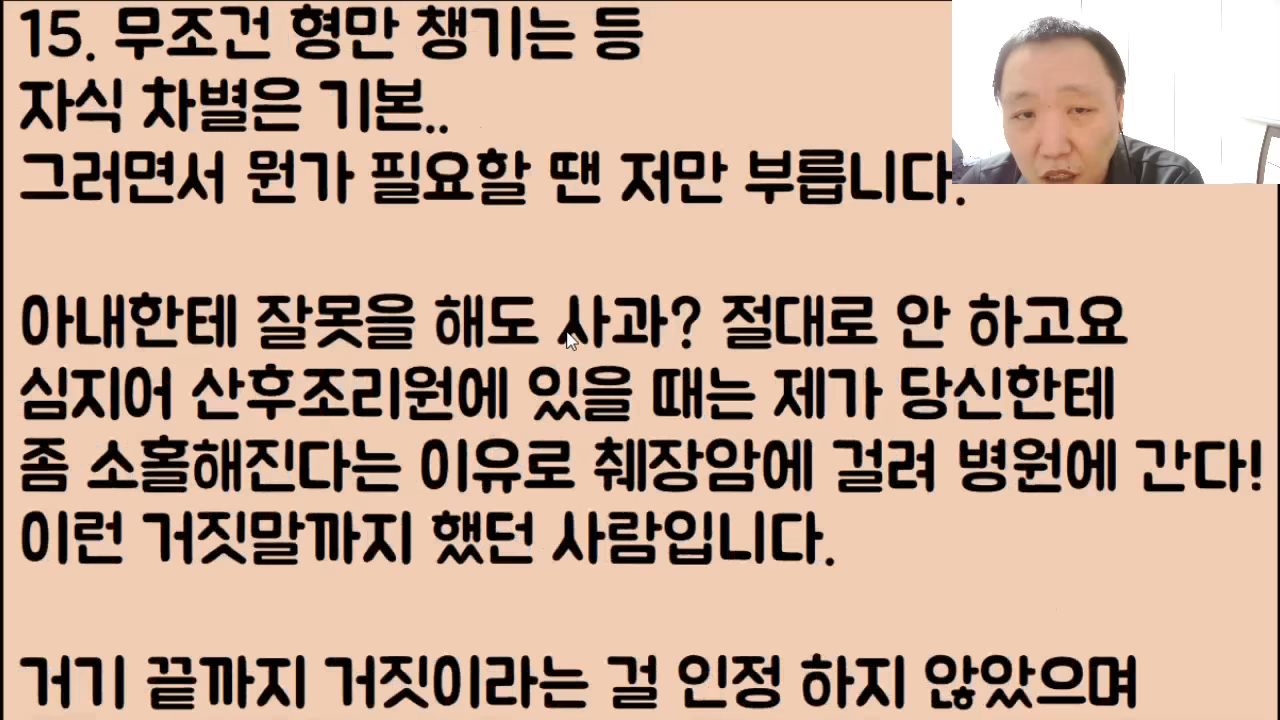 15. 무조건 형만 챙기는 등
자식 차별은 기본..
그러면서 뭔가 필요할 땐 저만 부릅니다.
아내한테 잘못을 해도 사과? 절대로 안 하고요
심지어 산후조리원에 있을 때는 제가 당신한테
좀 소홀해진다는 이유로 췌장암에 걸려 병원에 간다!
이런 거짓말까지 했던 사람입니다.
거기 끝까지 거짓이라는 걸 인정 하지 않았으며